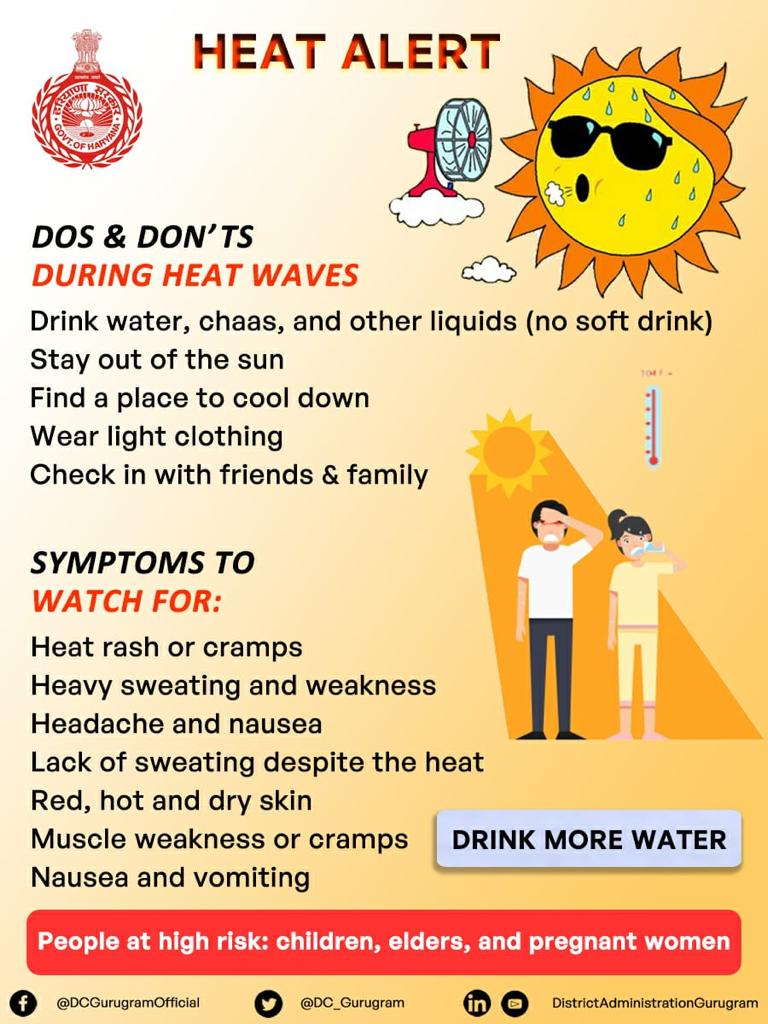 HEAT ALERT
हरियाणा सरकार
GOVT. OF HARYANA
DOS & DON'TS
DURING HEAT WAVES
Drink water, chaas, and other liquids (no soft drink)
Stay out of the sun
Find a place to cool down
Wear light clothing
Check in with friends & family
SYMPTOMS TO
WATCH FOR:
Heat rash or cramps
Heavy sweating and weakness
Headache and nausea
Lack of sweating despite the heat
Red, hot and dry skin
Muscle weakness or cramps
Nausea and vomiting
DRINK MORE WATER
People at high risk: children, elders, and pregnant women
@DCGurugramOfficial
@DC_Gurugram
DistrictAdministrationGurugram